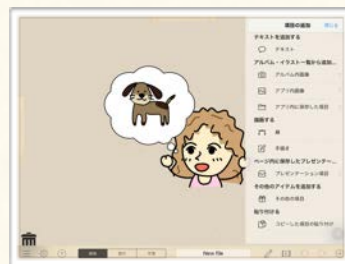 項目の追加
閉じる
テキストを追加する
テキスト
アルバム・イラスト一覧から追加...
アルバム内画像
アプリ内画像
アプリ内に保存した項目
描画する
線
手書き
ページ内に保存したプレゼンテー...
プレゼンテーション項目
その他のアイテムを追加する
その他の項目
貼り付ける
コピーした項目の貼り付け
New file